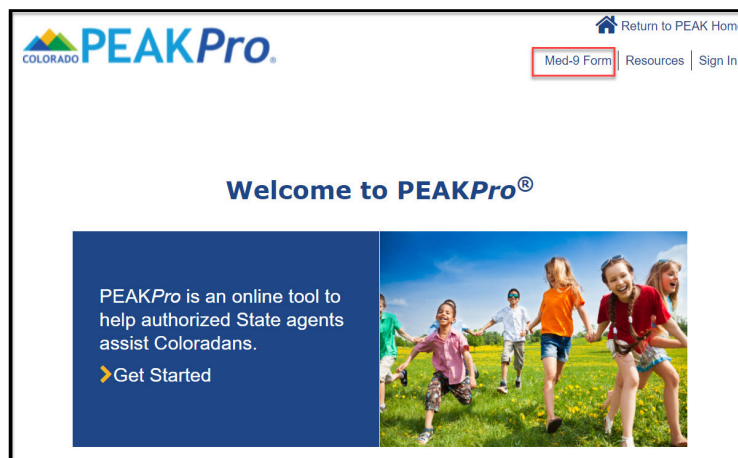 Return to PEAK Home
COLORADO PEAKPro®
Med-9 Form | Resources | Sign In
Welcome to PEAKPro®
PEAKPro is an online tool to
help authorized State agents
assist Coloradans.
Get Started